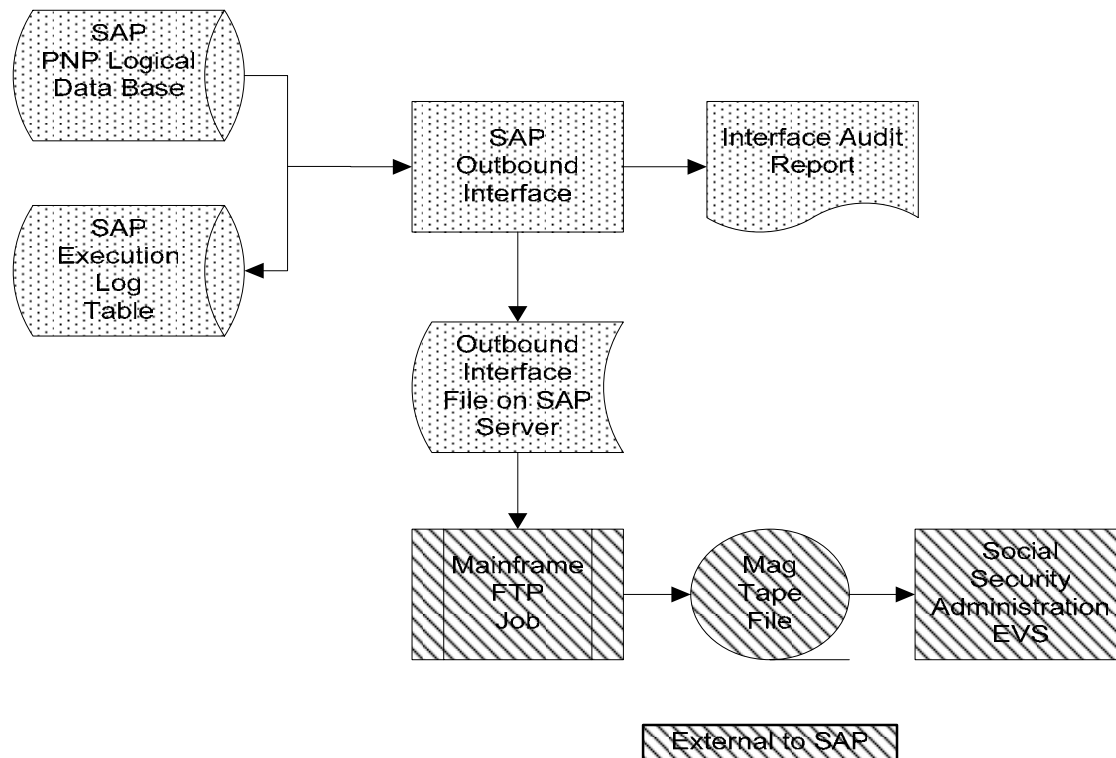 SAP
PNP Logical
Data Base
SAP
Outbound
Interface
Interface Audit
Report
SAP
Execution
Log
Table
Outbound
Interface
File on SAP
Server
Mainframe
FTP
Job
Mag
Tape
File
Social
Security
Administration
EVS
External to SAP